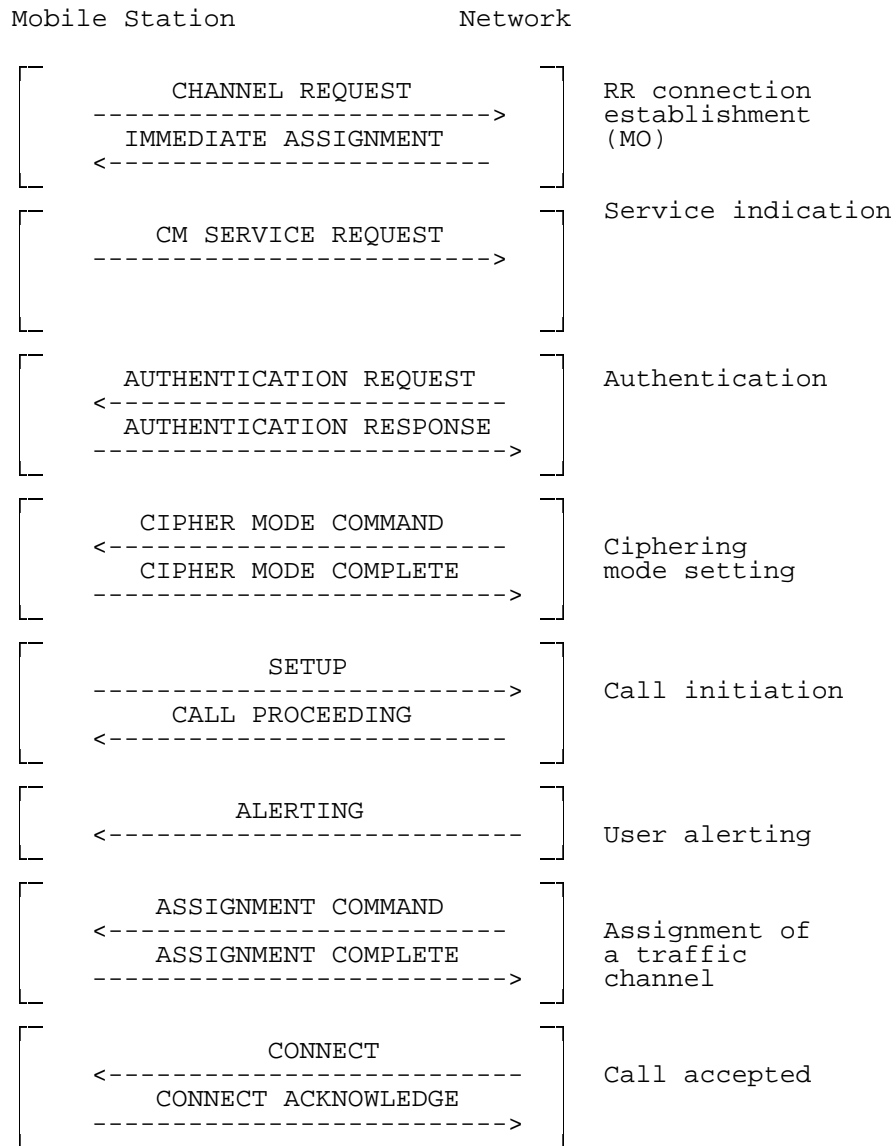 Mobile Station Network
CHANNEL REQUEST RR connection
-------------------------> establishment
IMMEDIATE ASSIGNMENT (MO)
<------------------------
Service indication
CM SERVICE REQUEST
------------------------->
AUTHENTICATION REQUEST Authentication
<-------------------------
AUTHENTICATION RESPONSE
-------------------------->
CIPHER MODE COMMAND
<------------------------- Ciphering
CIPHER MODE COMPLETE mode setting
-------------------------->
SETUP
--------------------------> Call initiation
CALL PROCEEDING
<-------------------------
ALERTING
<-------------------------- User alerting
ASSIGNMENT COMMAND
<------------------------- Assignment of
ASSIGNMENT COMPLETE a traffic
--------------------------> channel
CONNECT
<-------------------------- Call accepted
CONNECT ACKNOWLEDGE
-------------------------->